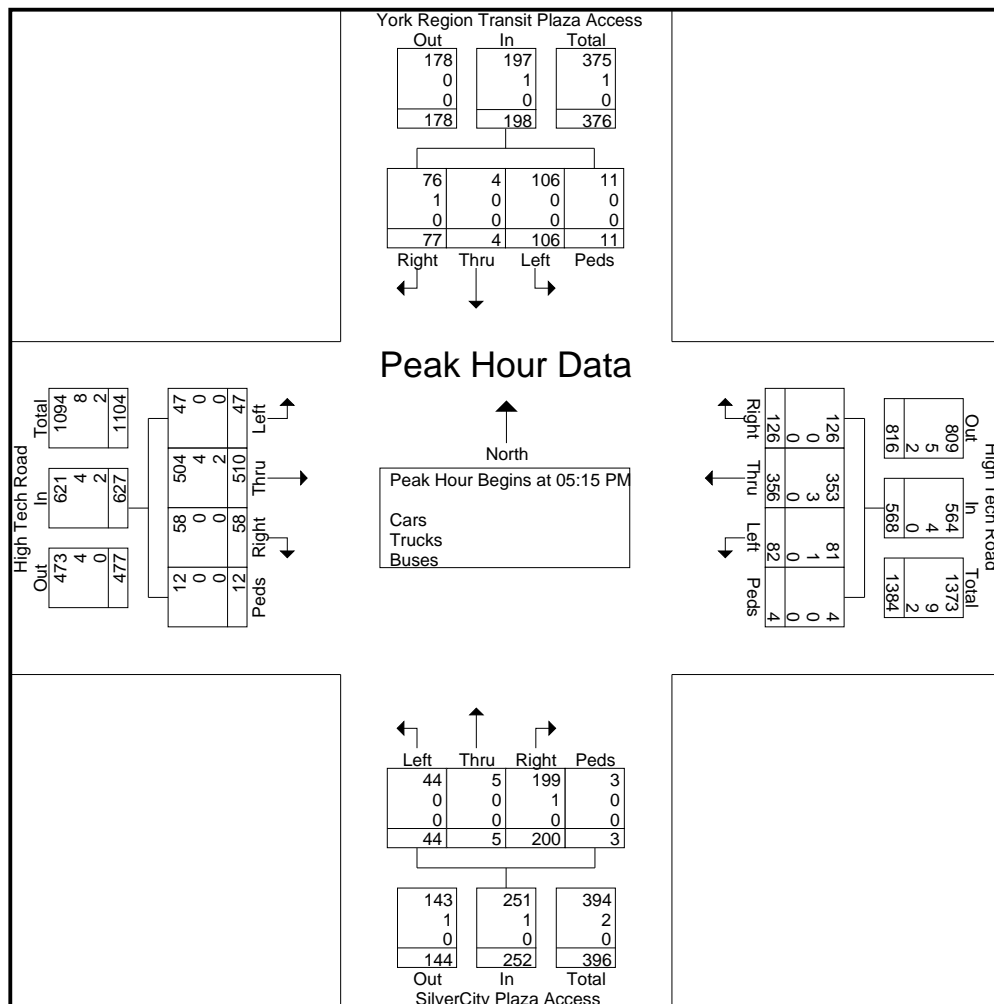 York Region Transit Plaza Access
Out In Total
178 197 375
0 1 1
0 0 0
178 198 376
76 4 106 11
1 0 0 0
0 0 0 0
77 4 106 11
Right Thru Left Peds
Peak Hour Data
North
Peak Hour Begins at 05:15 PM
Cars
Trucks
Buses
High Tech Road
Out In Total
473 621 1094
4 4 8
0 2 2
477 627 1104
12 58 504 47
0 0 4 0
0 0 2 0
12 58 510 47
Peds Right Thru Left
High Tech Road
Out In Total
809 564 1373
5 4 9
2 0 2
816 568 1384
126 353 81 4
0 3 1 0
0 0 0 0
126 356 82 4
Right Thru Left Peds
Left Thru Right Peds
44 5 199 3
0 0 1 0
0 0 0 0
44 5 200 3
143 251 394
1 1 2
0 0 0
144 252 396
Out In Total
SilverCity Plaza Access